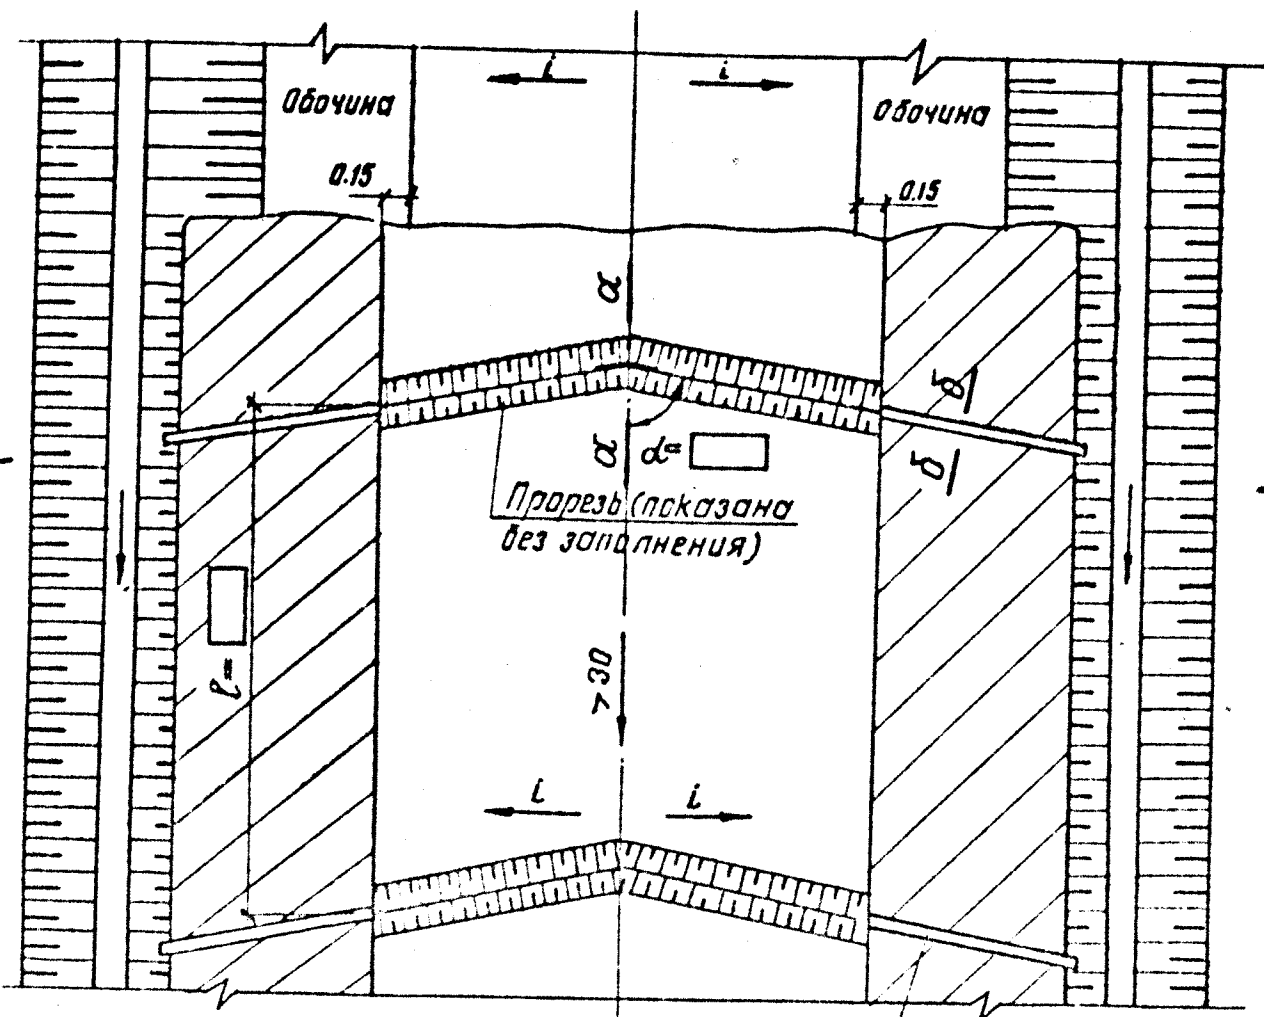 i
i
Обочина
Обочина
0.15
0.15
а
а
α=
б
б
Прорезь (показана
без заполнения)
ℓ=
>30
i
i